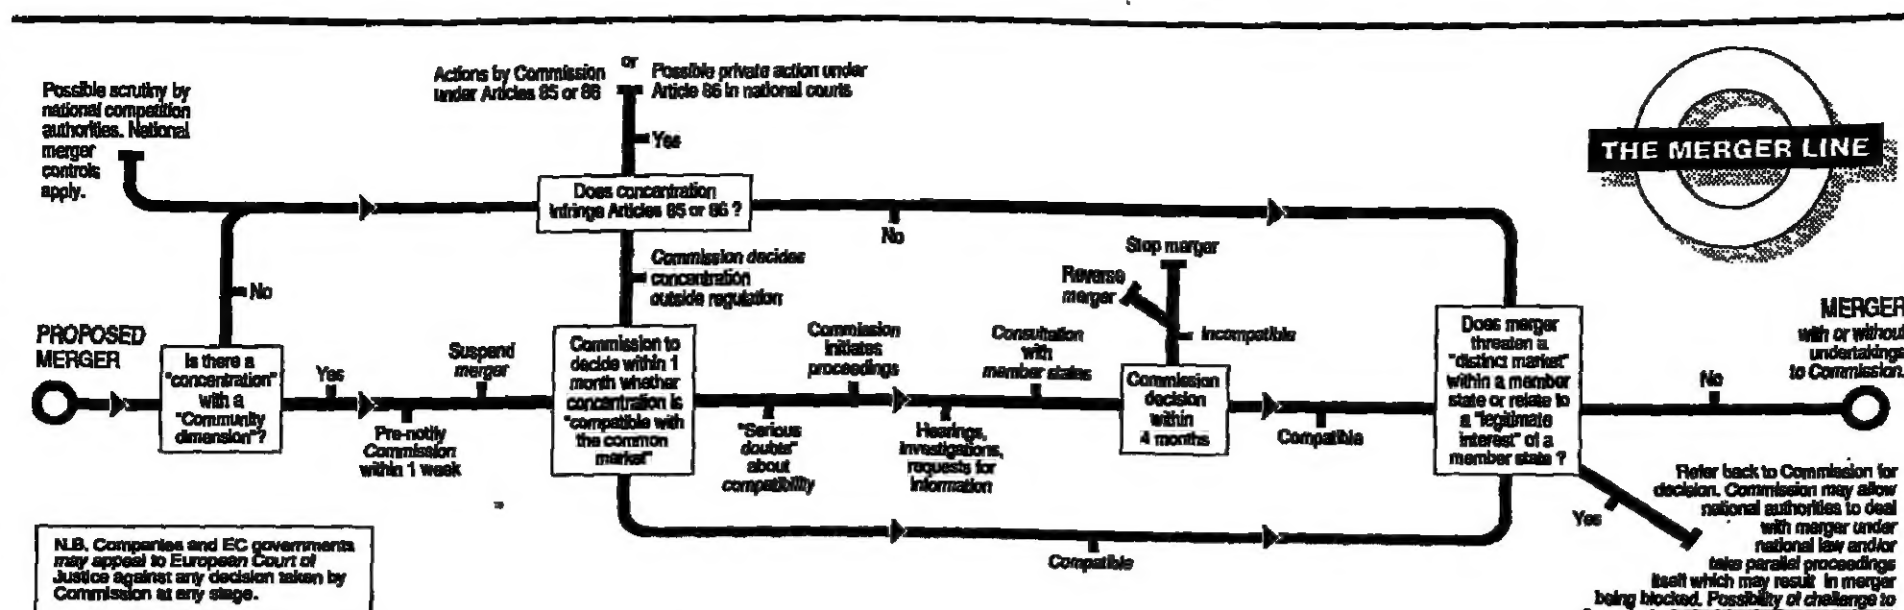 Possible scrutiny by
national competition
authorities. National
merger
controls
apply.
Actions by Commission
under Articles 85 or 86
or
Possible private action under
Article 86 in national courts
Yes
THE MERGER LINE
Does concentration
infringe Articles 85 or 86 ?
No
Commission decides
concentration
outside regulation
No
PROPOSED
MERGER
Is there a
"concentration"
with a
"Community
dimension"?
Yes
Pre-notify
Commission
within 1 week
Suspend
merger
Commission to
decide within 1
month whether
concentration is
"compatible with
the common
market"
"Serious
doubts"
about
compatibility
Commission
initiates
proceedings
Hearings,
investigations,
requests for
information
Consultation
with
member states
Commission
decision
within
4 months
Reverse
merger
Stop merger
Incompatible
Compatible
Does merger
threaten a
"distinct market"
within a member
state or relate to
a "legitimate
interest" of a
member state ?
No
MERGER
with or without
undertakings
to Commission.
Yes
Refer back to Commission for
decision. Commission may allow
national authorities to deal
with merger under
national law and/or
take parallel proceedings
itself which may result in merger
being blocked. Possibility of challenge to
Compatible
N.B. Companies and EC governments
may appeal to European Court of
Justice against any decision taken by
Commission at any stage.